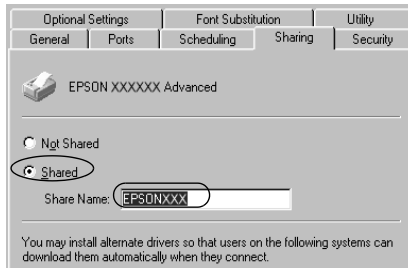 Optional Settings Font Substitution Utility
General Ports Scheduling Sharing Security
EPSON XXXXXX Advanced
Not Shared
Shared
Share Name: EPSONXXX
You may install alternate drivers so that users on the following systems can
download them automatically when they connect.